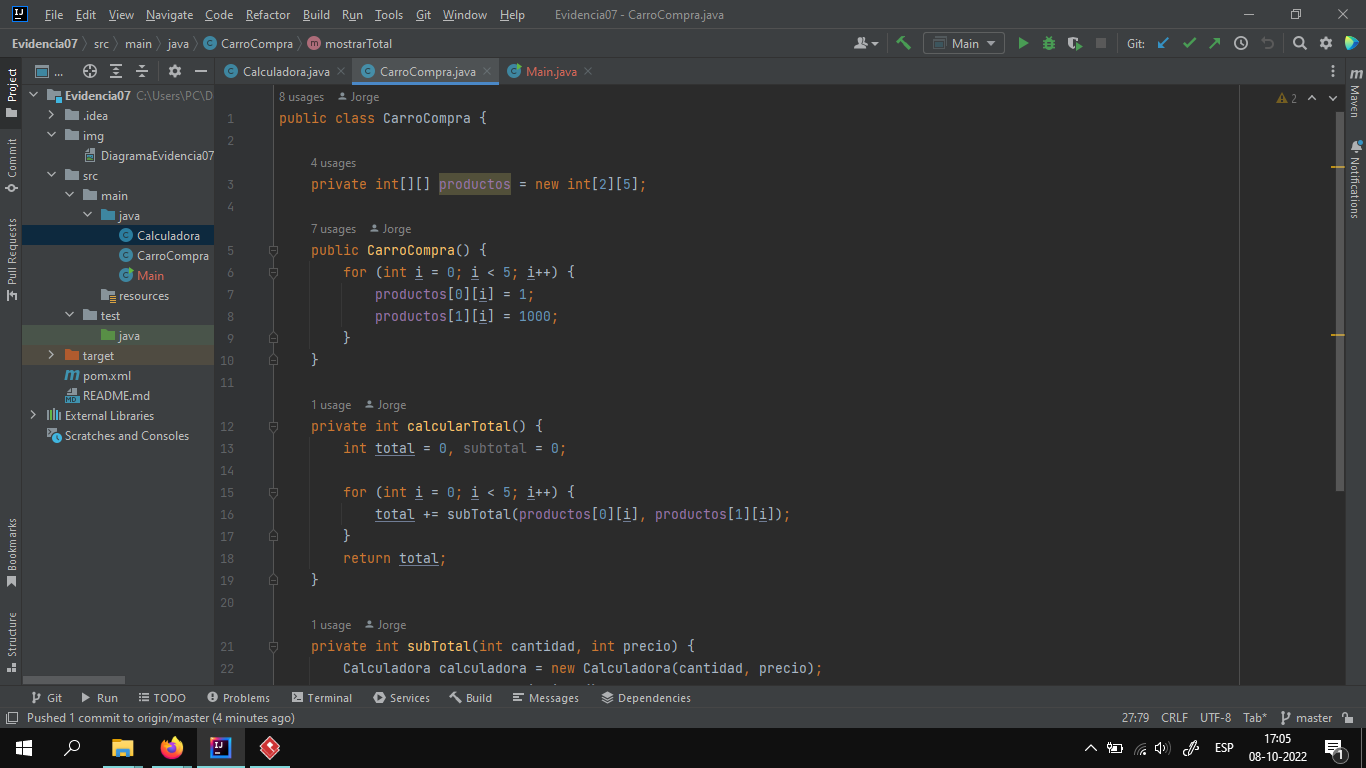 File Edit View Navigate Code Refactor Build Run Tools Git Window Help Evidencia07 - CarroCompra.java
Evidencia07 src main java CarroCompra mostrarTotal Main Git:
Project ... Calculadora.java CarroCompra.java Main.java
Evidencia07 C:\Users\PC\D
.idea
img
DiagramaEvidencia07
src
main
java
Calculadora
CarroCompra
Main
resources
test
java
target
pom.xml
README.md
External Libraries
Scratches and Consoles
Commit
Pull Requests
Bookmarks
Structure
8 usages Jorge
2
1 public class CarroCompra {
2
4 usages
3 private int[][] productos = new int[2][5];
4
7 usages Jorge
5 public CarroCompra() {
6 for (int i = 0; i < 5; i++) {
7 productos[0][i] = 1;
8 productos[1][i] = 1000;
9 }
10 }
11
1 usage Jorge
12 private int calcularTotal() {
13 int total = 0, subtotal = 0;
14
15 for (int i = 0; i < 5; i++) {
16 total += subTotal(productos[0][i], productos[1][i]);
17 }
18 return total;
19 }
20
1 usage Jorge
21 private int subTotal(int cantidad, int precio) {
22 Calculadora calculadora = new Calculadora(cantidad, precio);
Maven
Notifications
Git Run TODO Problems Terminal Services Build Messages Dependencies
Pushed 1 commit to origin/master (4 minutes ago) 27:79 CRLF UTF-8 Tab* master
ESP
17:05
08-10-2022
1